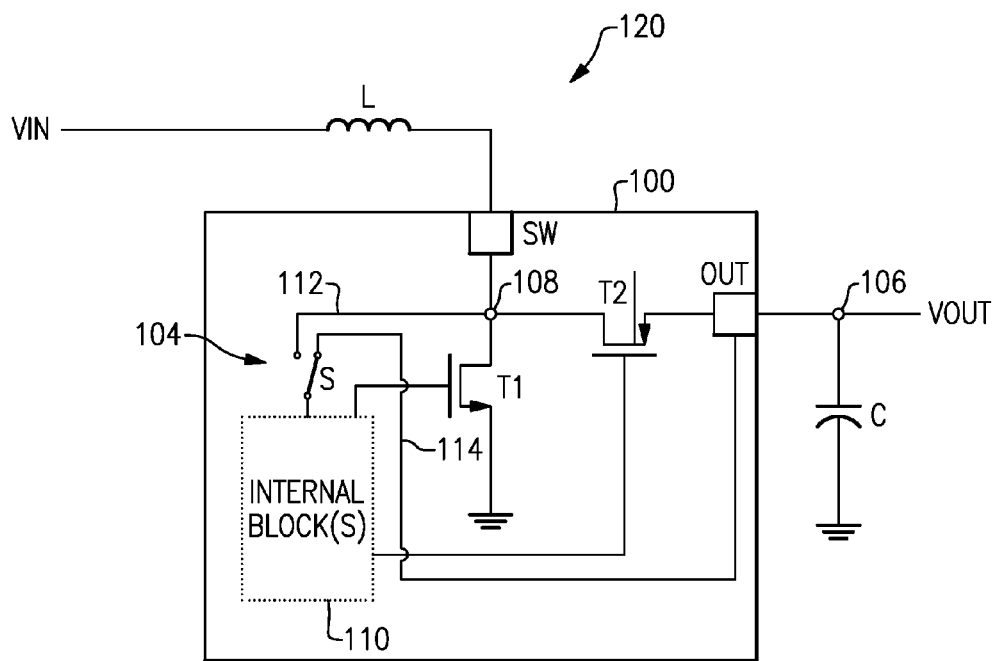 120
L
VIN
100
SW
OUT
112
108
T2
106
VOUT
104
S
T1
C
114
INTERNAL
BLOCK(S)
110